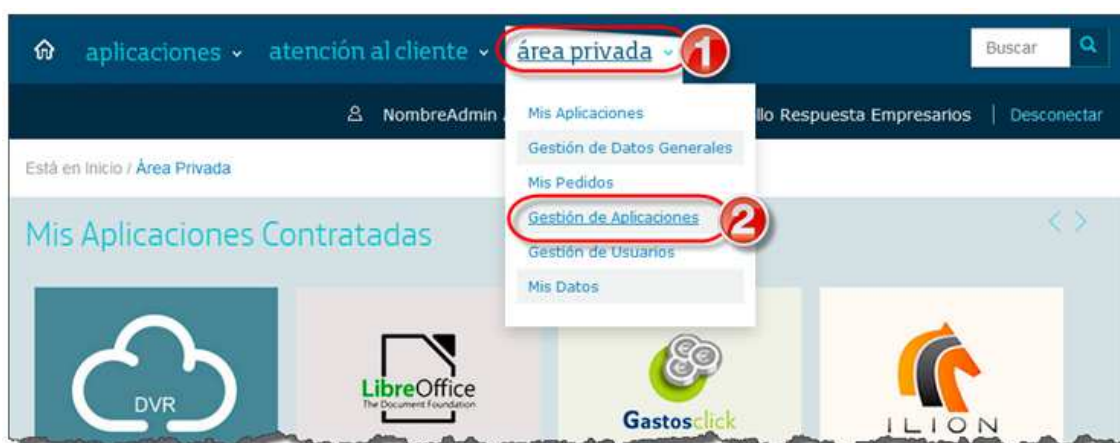 aplicaciones atención al cliente área privada 1 Buscar
NombreAdmin llo Respuesta Empresarios | Desconectar
Mis Aplicaciones
Gestión de Datos Generales
Está en Inicio / Área Privada
Mis Pedidos
Gestión de Aplicaciones 2
Gestión de Usuarios
Mis Datos
Mis Aplicaciones Contratadas < >
DVR
LibreOffice
The Document Foundation
Gastosclick
ILION